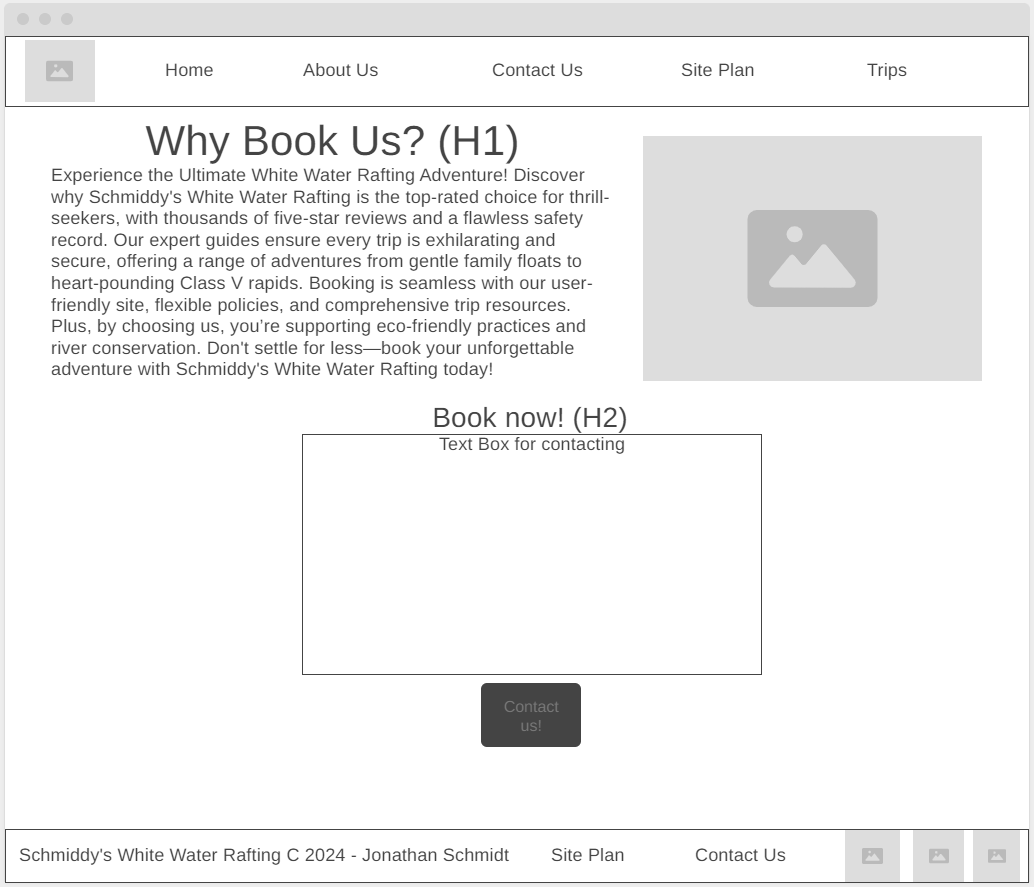 Home About Us Contact Us Site Plan Trips
Why Book Us? (H1)
Experience the Ultimate White Water Rafting Adventure! Discover
why Schmiddy's White Water Rafting is the top-rated choice for thrill-
seekers, with thousands of five-star reviews and a flawless safety
record. Our expert guides ensure every trip is exhilarating and
secure, offering a range of adventures from gentle family floats to
heart-pounding Class V rapids. Booking is seamless with our user-
friendly site, flexible policies, and comprehensive trip resources.
Plus, by choosing us, you’re supporting eco-friendly practices and
river conservation. Don't settle for less—book your unforgettable
adventure with Schmiddy's White Water Rafting today!
Book now! (H2)
Text Box for contacting
Contact
us!
Schmiddy's White Water Rafting C 2024 - Jonathan Schmidt Site Plan Contact Us